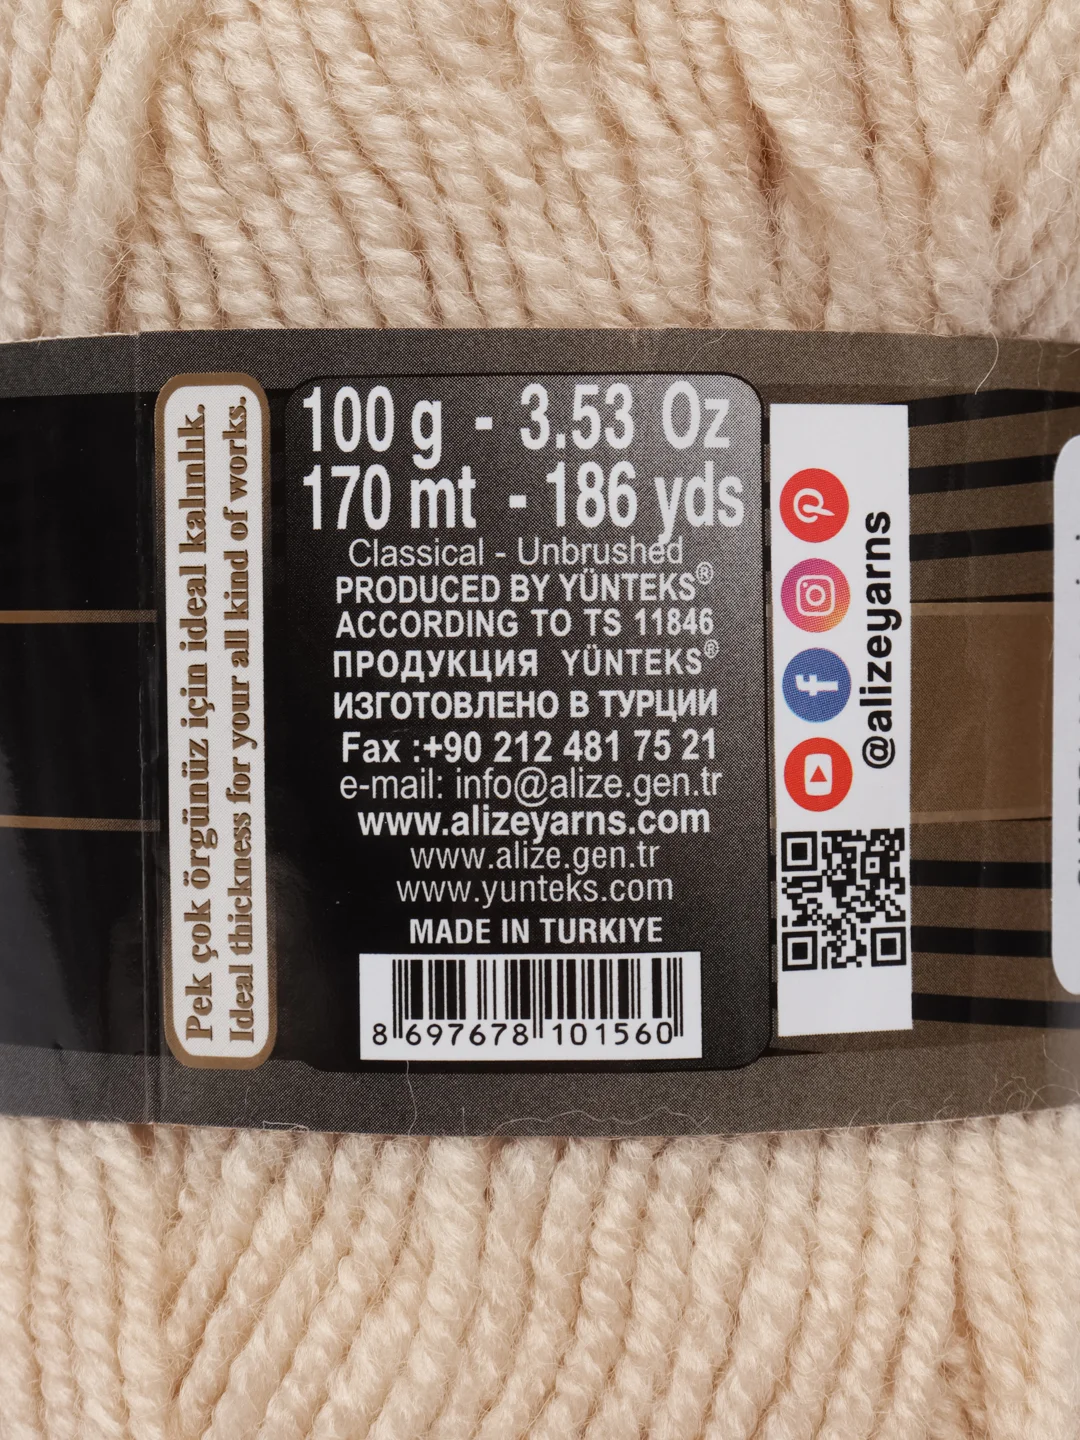 Pek çok örgünüz için ideal kalınlık.
Ideal thickness for your all kind of works.
100 g - 3.53 Oz
170 mt - 186 yds
Classical - Unbrushed
PRODUCED BY YÜNTEKS®
ACCORDING TO TS 11846
ПРОДУКЦИЯ YÜNTEKS®
ИЗГОТОВЛЕНО В ТУРЦИИ
Fax :+90 212 481 75 21
e-mail: info@alize.gen.tr
www.alizeyarns.com
www.alize.gen.tr
www.yunteks.com
MADE IN TURKIYE
8 697678 101560
@alizeyarns